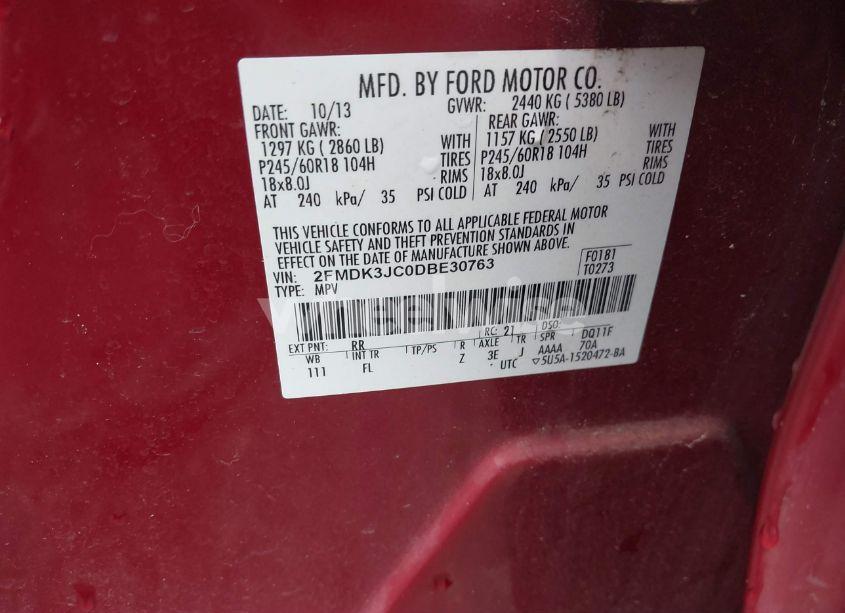 MFD. BY FORD MOTOR CO.
DATE: 10/13 GVWR: 2440 KG ( 5380 LB)
FRONT GAWR: REAR GAWR:
1297 KG ( 2860 LB) WITH 1157 KG ( 2550 LB) WITH
P245/60R18 104H TIRES P245/60R18 104H TIRES
18x8.0J RIMS 18x8.0J RIMS
AT 240 kPa/ 35 PSI COLD AT 240 kPa/ 35 PSI COLD
THIS VEHICLE CONFORMS TO ALL APPLICABLE FEDERAL MOTOR
VEHICLE SAFETY AND THEFT PREVENTION STANDARDS IN
EFFECT ON THE DATE OF MANUFACTURE SHOWN ABOVE.
VIN: 2FMDK3JC0DBE30763 F0181
TYPE: MPV T0273
EXT PNT: RR RC: 21 DSO:
WB INT TR TP/PS R AXLE TR SPR DQ11F
111 FL Z 3E J AAAA 70A
UTC ▽5U5A-1520472-BA